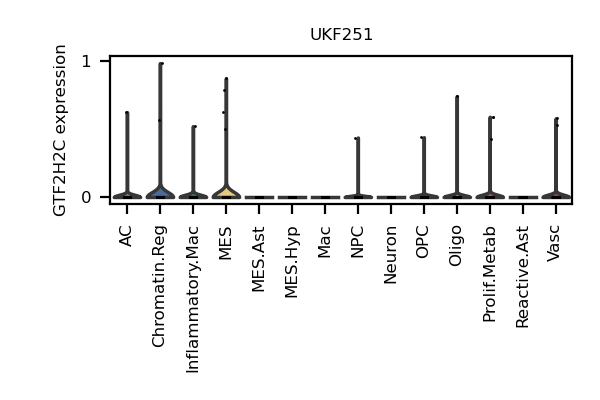 UKF251
GTF2H2C expression
1
0
AC
Chromatin.Reg
Inflammatory.Mac
MES
MES.Ast
MES.Hyp
Mac
NPC
Neuron
OPC
Oligo
Prolif.Metab
Reactive.Ast
Vasc